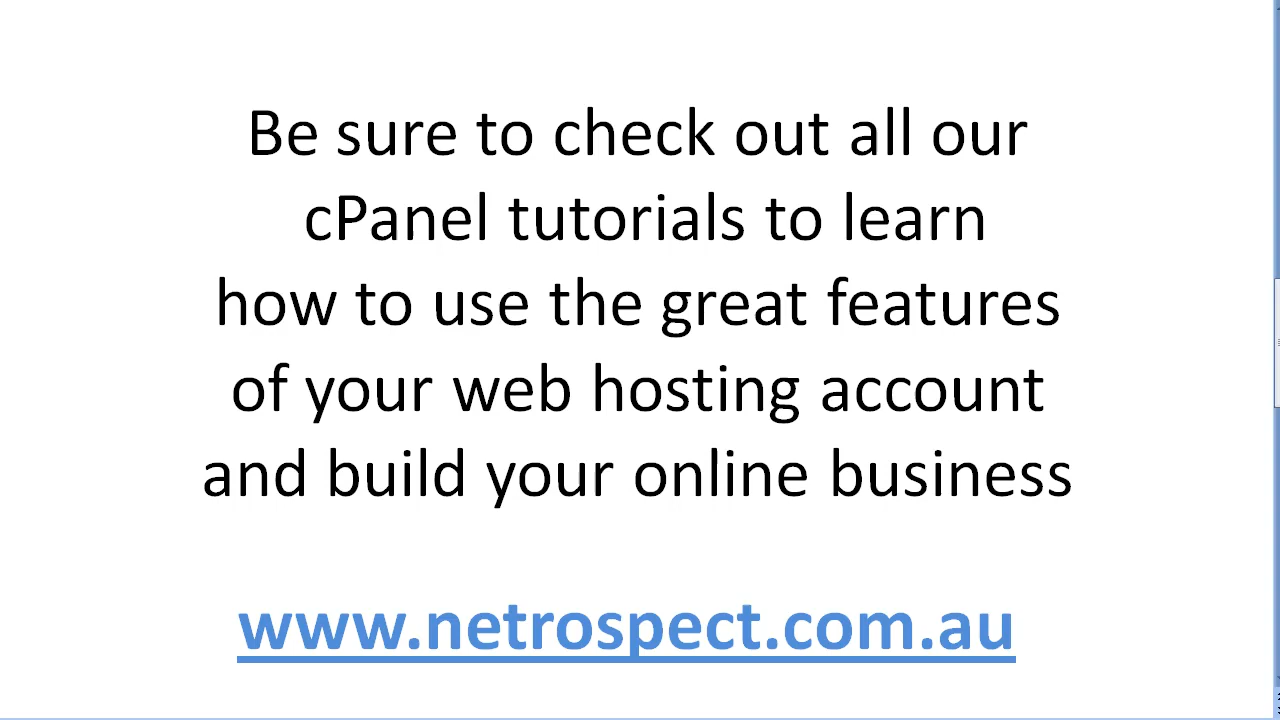 Be sure to check out all our
cPanel tutorials to learn
how to use the great features
of your web hosting account
and build your online business
www.netrospect.com.au